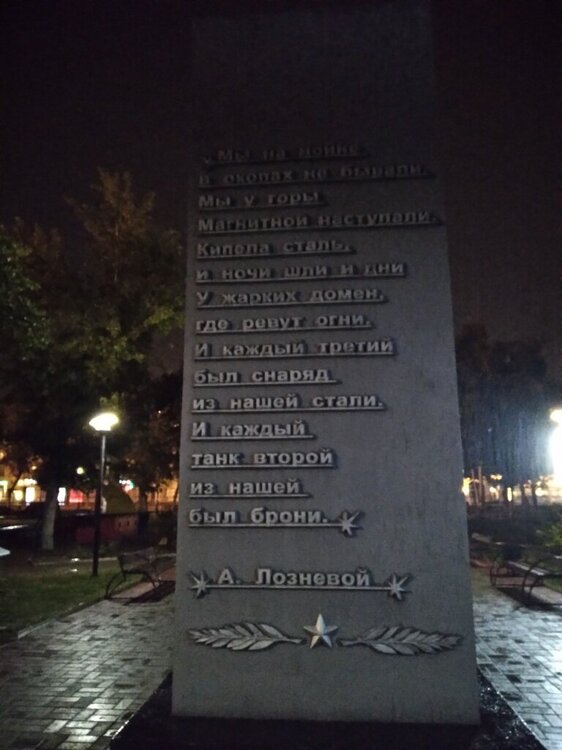 Мы на войне
в окопах не бывали.
Мы у горы
Магнитной наступали.
Кипела сталь,
и ночи шли и дни
У жарких домен,
где ревут огни.
И каждый третий
был снаряд
из нашей стали.
И каждый
танк второй
из нашей
был брони.
А. Лозневой